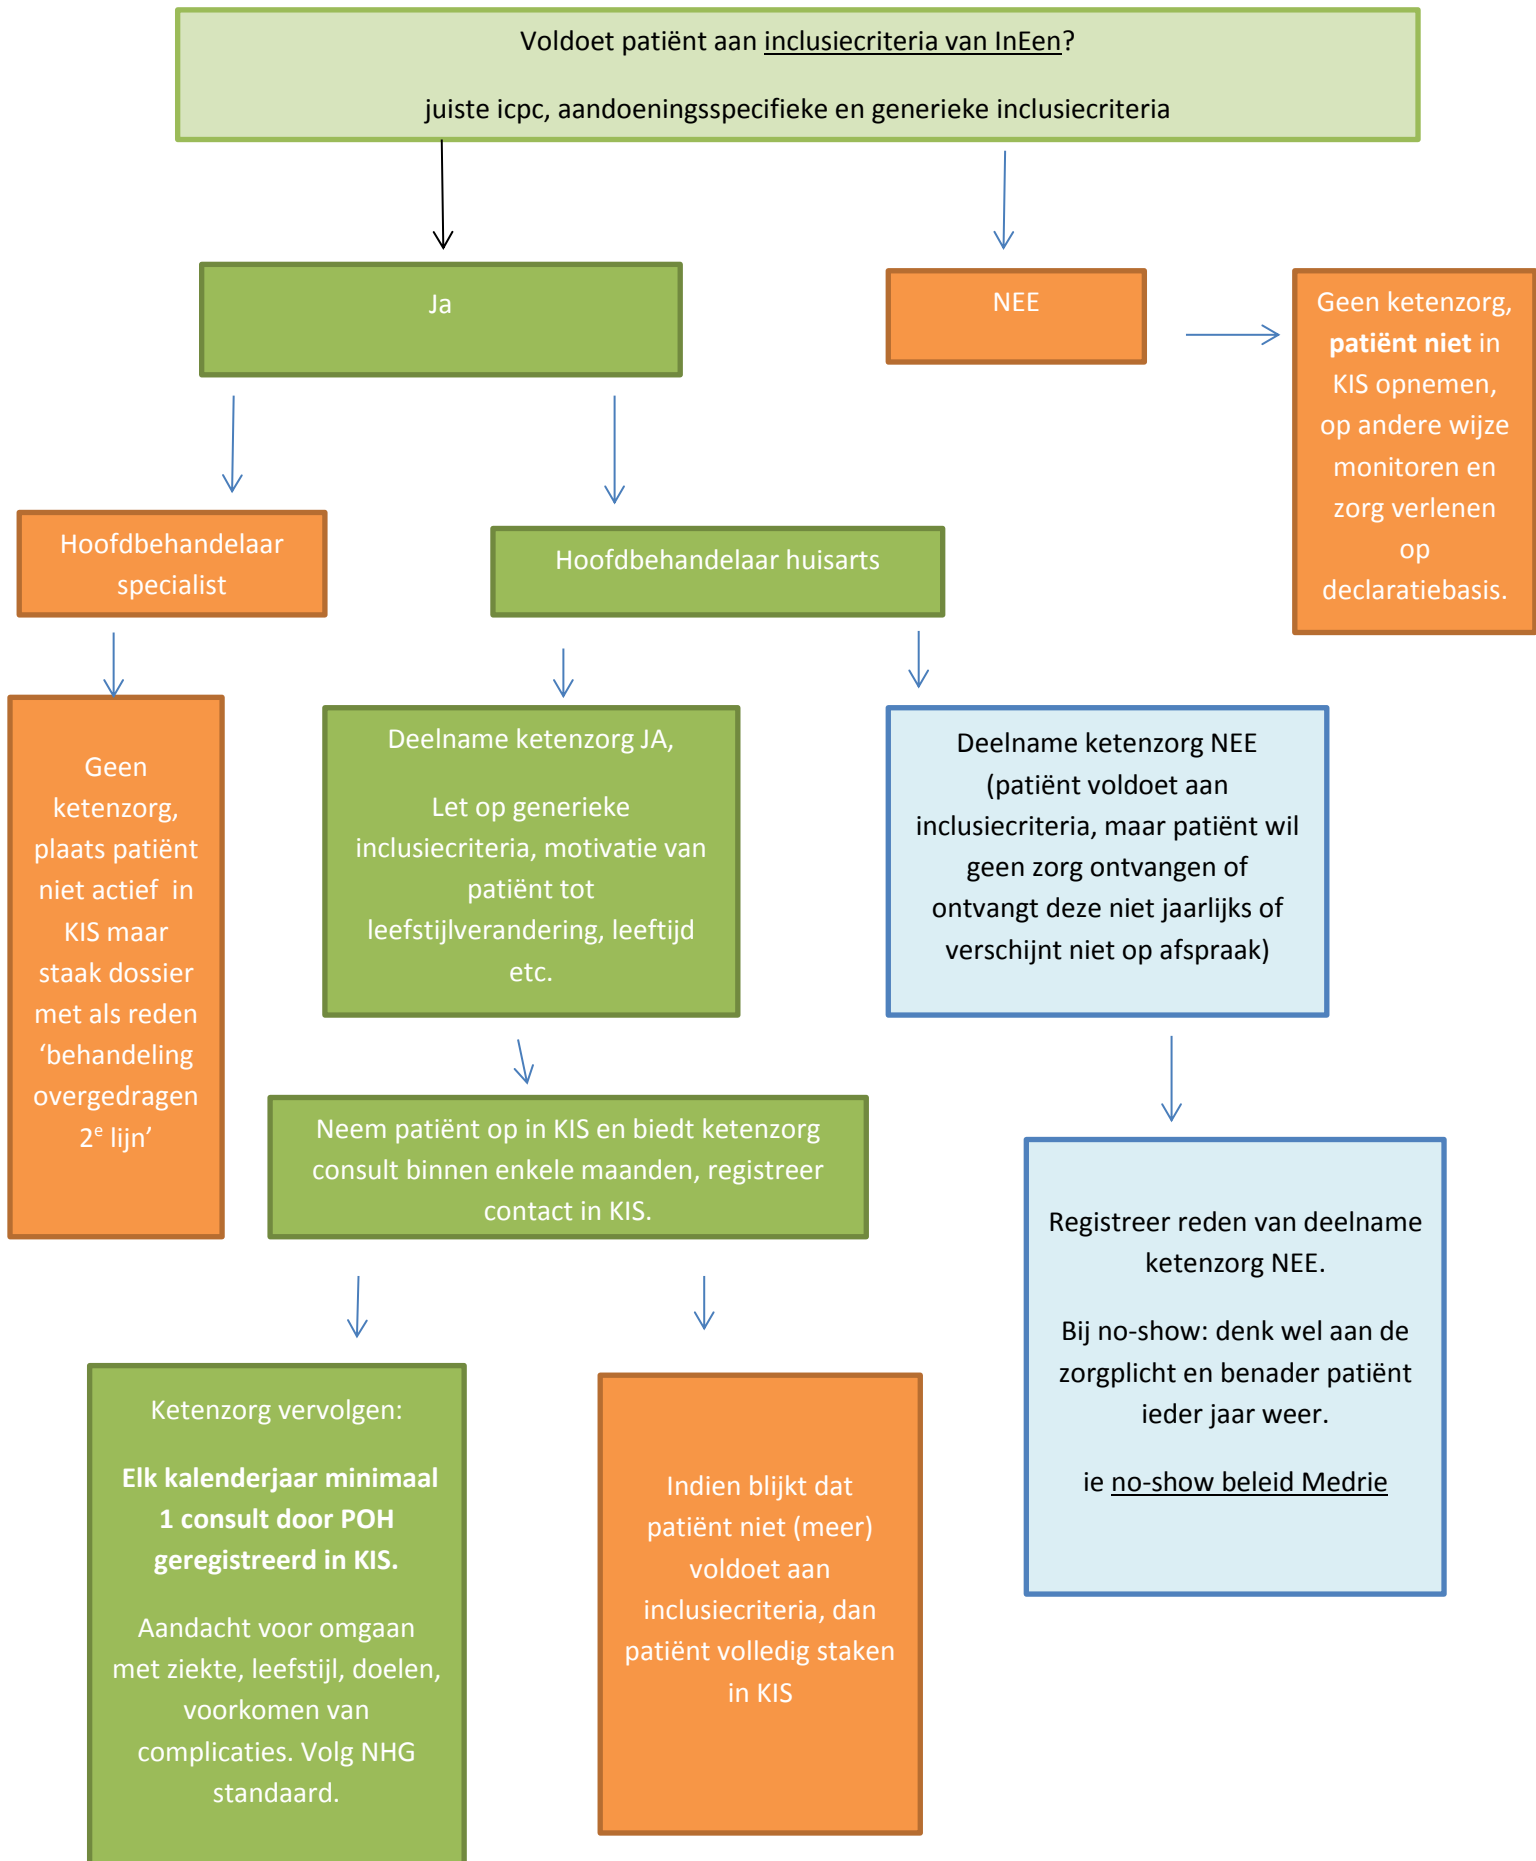 Voldoet patiënt aan inclusiecriteria van InEen?
juiste icpc, aandoeningsspecifieke en generieke inclusiecriteria
Ja
NEE
Geen ketenzorg,
patiënt niet in
KIS opnemen,
op andere wijze
monitoren en
zorg verlenen
op
declaratiebasis.
Hoofdbehandelaar
specialist
Hoofdbehandelaar huisarts
Geen
ketenzorg,
plaats patiënt
niet actief in
KIS maar
staak dossier
met als reden
‘behandeling
overgedragen
2e lijn’
Deelname ketenzorg JA,
Let op generieke
inclusiecriteria, motivatie van
patiënt tot
leefstijlverandering, leeftijd
etc.
Deelname ketenzorg NEE
(patiënt voldoet aan
inclusiecriteria, maar patiënt wil
geen zorg ontvangen of
ontvangt deze niet jaarlijks of
verschijnt niet op afspraak)
Neem patiënt op in KIS en biedt ketenzorg
consult binnen enkele maanden, registreer
contact in KIS.
Registreer reden van deelname
ketenzorg NEE.
Bij no-show: denk wel aan de
zorgplicht en benader patiënt
ieder jaar weer.
ie no-show beleid Medrie
Ketenzorg vervolgen:
Elk kalenderjaar minimaal
1 consult door POH
geregistreerd in KIS.
Aandacht voor omgaan
met ziekte, leefstijl, doelen,
voorkomen van
complicaties. Volg NHG
standaard.
Indien blijkt dat
patiënt niet (meer)
voldoet aan
inclusiecriteria, dan
patiënt volledig staken
in KIS